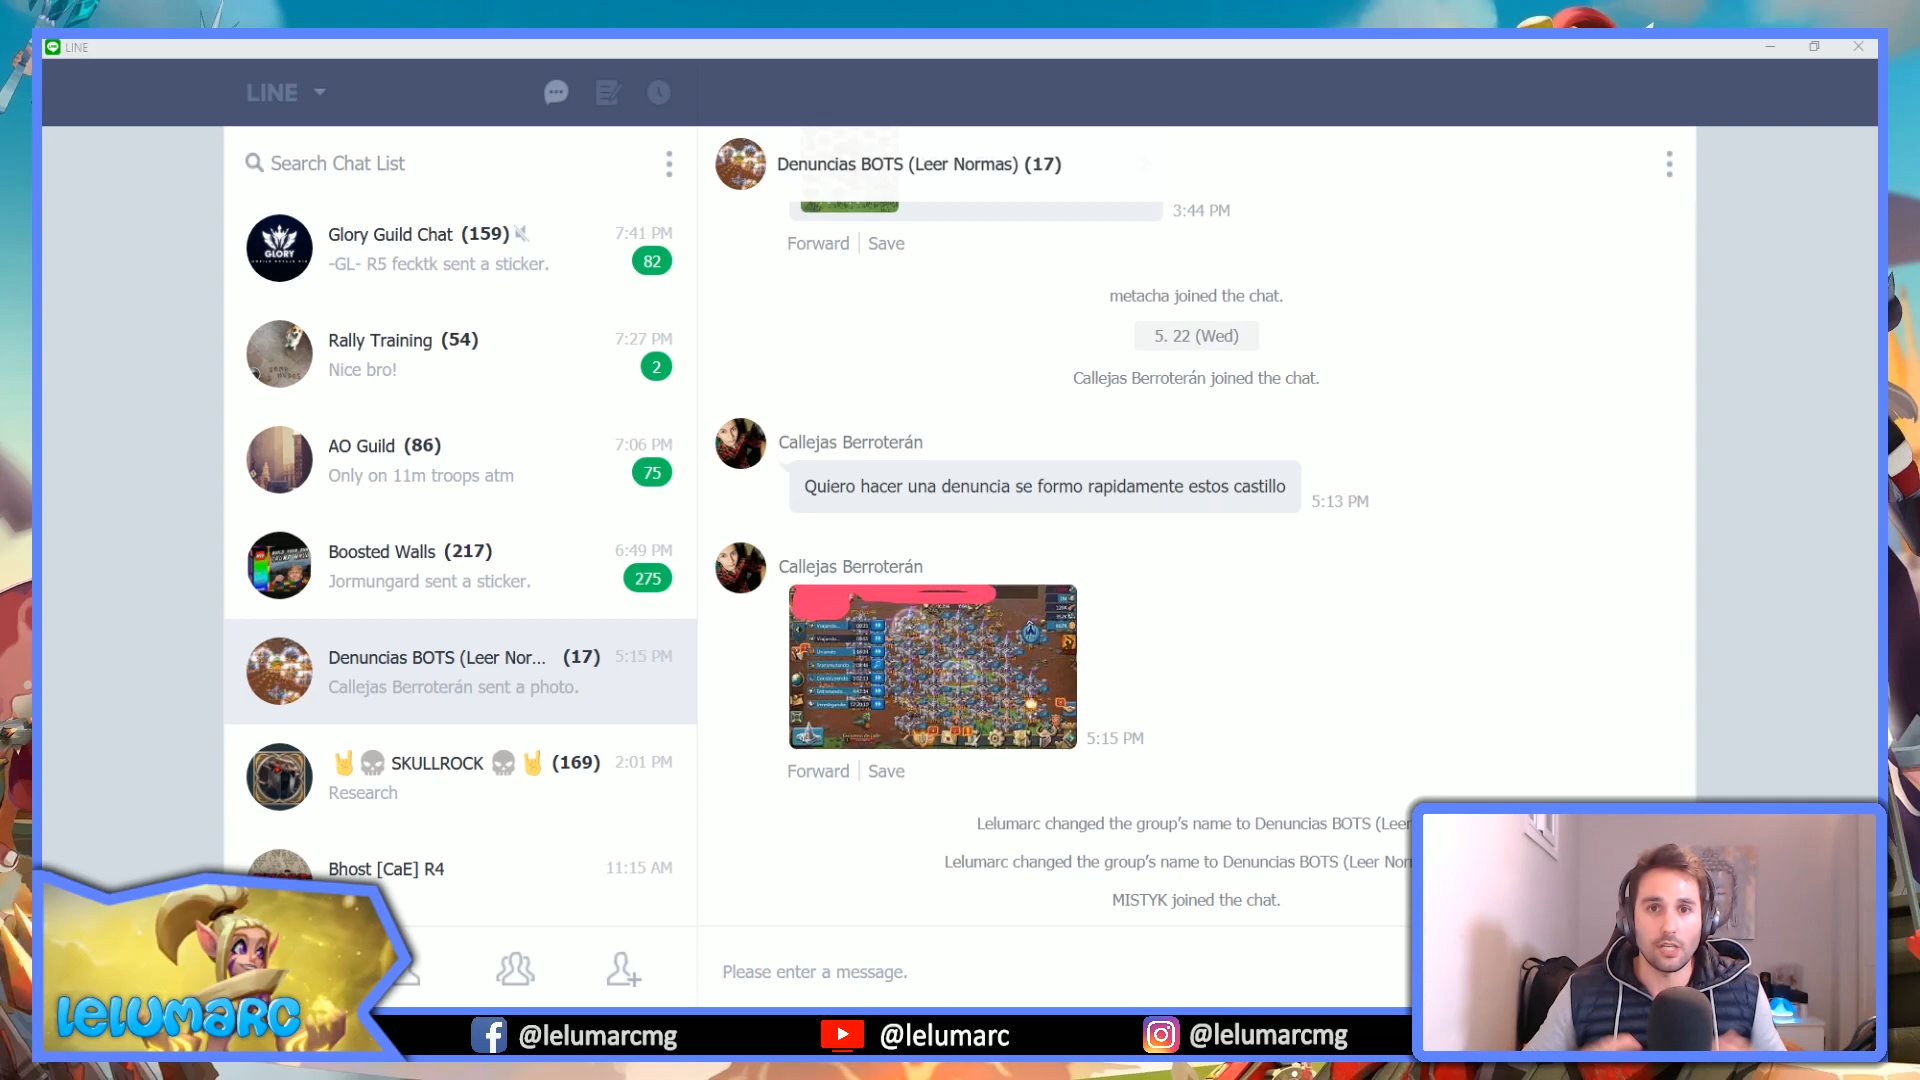 LINE
LINE
Search Chat List
Glory Guild Chat (159)
7:41 PM
-GL- R5 fecktk sent a sticker.
82
Rally Training (54)
7:27 PM
Nice bro!
2
AO Guild (86)
7:06 PM
Only on 11m troops atm
75
Boosted Walls (217)
6:49 PM
Jormungard sent a sticker.
275
Denuncias BOTS (Leer Nor... (17)
5:15 PM
Callejas Berroterán sent a photo.
SKULLROCK (169)
2:01 PM
Research
Bhost [CaE] R4
11:15 AM
Denuncias BOTS (Leer Normas) (17)
3:44 PM
Forward Save
metacha joined the chat.
5. 22 (Wed)
Callejas Berroterán joined the chat.
Callejas Berroterán
Quiero hacer una denuncia se formo rapidamente estos castillo
5:13 PM
Callejas Berroterán
5:15 PM
Forward Save
Lelumarc changed the group's name to Denuncias BOTS (Leer
Lelumarc changed the group's name to Denuncias BOTS (Leer Nor
MISTYK joined the chat.
Please enter a message.
GLORY
LELUMARC
@lelumarcmg
@lelumarc
@lelumarcmg